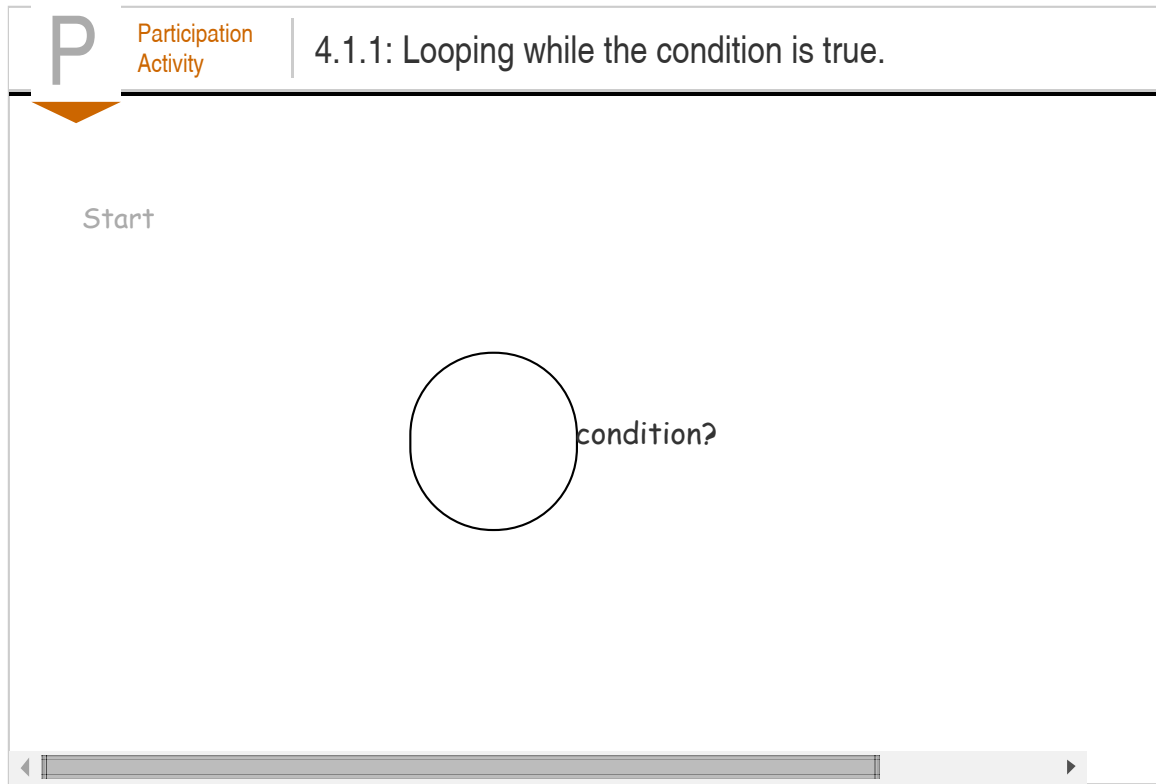 P
Participation
Activity
4.1.1: Looping while the condition is true.
Start
condition?